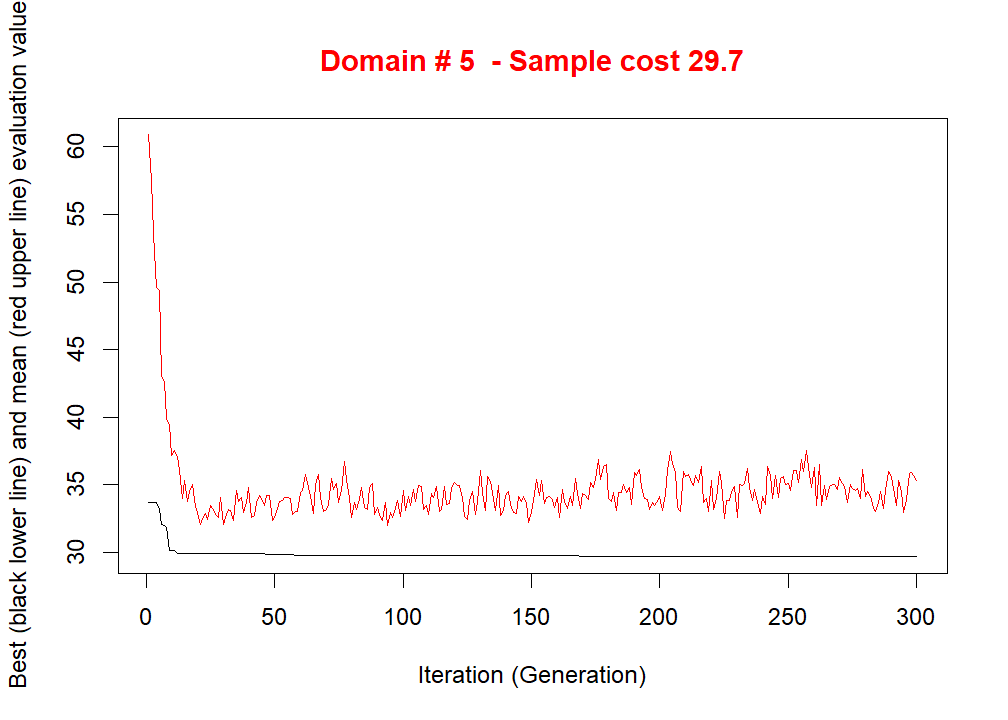 Domain # 5  - Sample cost 29.7
Best (black lower line) and mean (red upper line) evaluation value
60
55
50
45
40
35
30
0 50 100 150 200 250 300
Iteration (Generation)